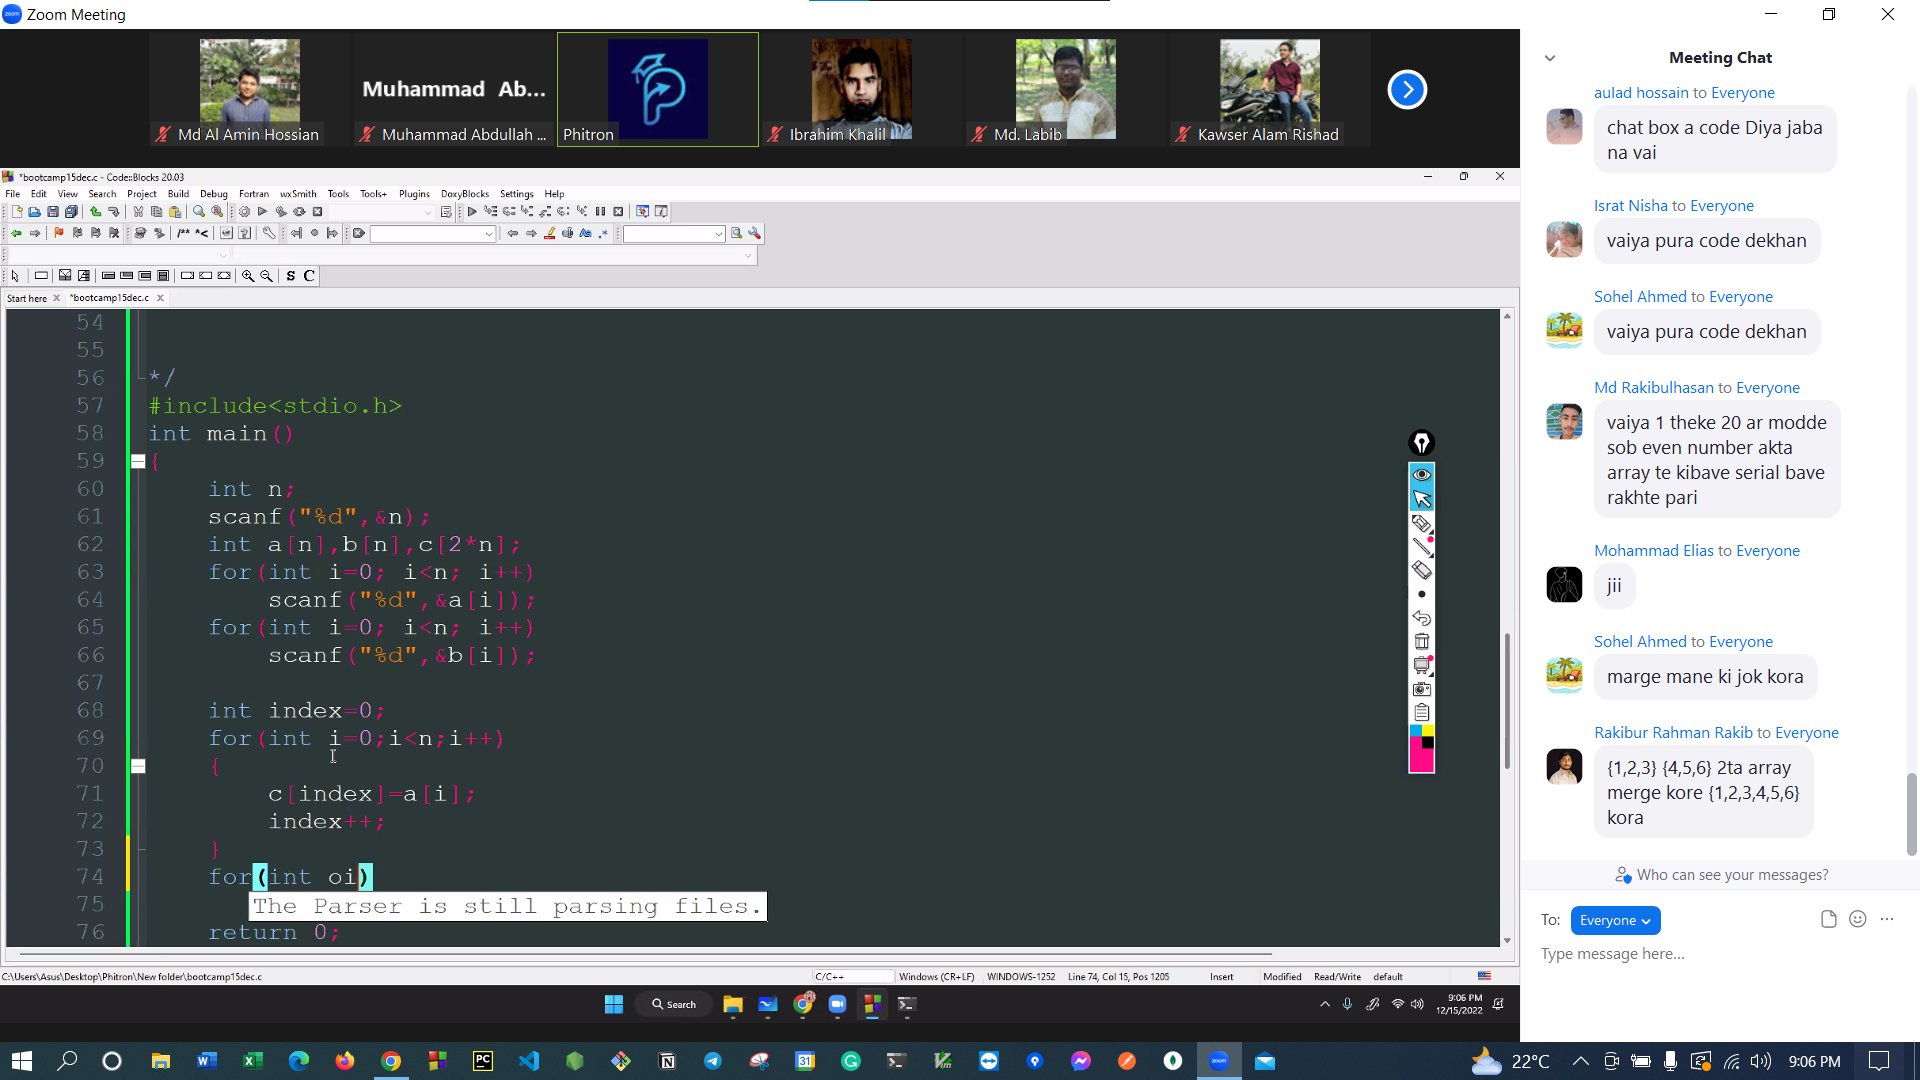 Zoom Meeting
Muhammad Ab...
Md Al Amin Hossian
Muhammad Abdullah ...
Phitron
Ibrahim Khalil
Md. Labib
Kawser Alam Rishad
*bootcamp15dec.c - Code::Blocks 20.03
File Edit View Search Project Build Debug Fortran wxSmith Tools Tools+ Plugins DoxyBlocks Settings Help
Start here
*bootcamp15dec.c
54
55
56 */
57 #include<stdio.h>
58 int main()
59 {
60 int n;
61 scanf("%d",&n);
62 int a[n],b[n],c[2*n];
63 for(int i=0; i<n; i++)
64 scanf("%d",&a[i]);
65 for(int i=0; i<n; i++)
66 scanf("%d",&b[i]);
67
68 int index=0;
69 for(int i=0;i<n;i++)
70 {
71 c[index]=a[i];
72 index++;
73 }
74 for(int oi)
75 The Parser is still parsing files.
76 return 0;
C:\Users\Asus\Desktop\Phitron\New folder\bootcamp15dec.c
C/C++
Windows (CR+LF)
WINDOWS-1252
Line 74, Col 15, Pos 1205
Insert
Modified
Read/Write
default
Search
9:06 PM
12/15/2022
Meeting Chat
aulad hossain to Everyone
chat box a code Diya jaba
na vai
Israt Nisha to Everyone
vaiya pura code dekhan
Sohel Ahmed to Everyone
vaiya pura code dekhan
Md Rakibulhasan to Everyone
vaiya 1 theke 20 ar modde
sob even number akta
array te kibave serial bave
rakhte pari
Mohammad Elias to Everyone
jii
Sohel Ahmed to Everyone
marge mane ki jok kora
Rakibur Rahman Rakib to Everyone
{1,2,3} {4,5,6} 2ta array
merge kore {1,2,3,4,5,6}
kora
Who can see your messages?
To: Everyone
Type message here...
22°C
9:06 PM